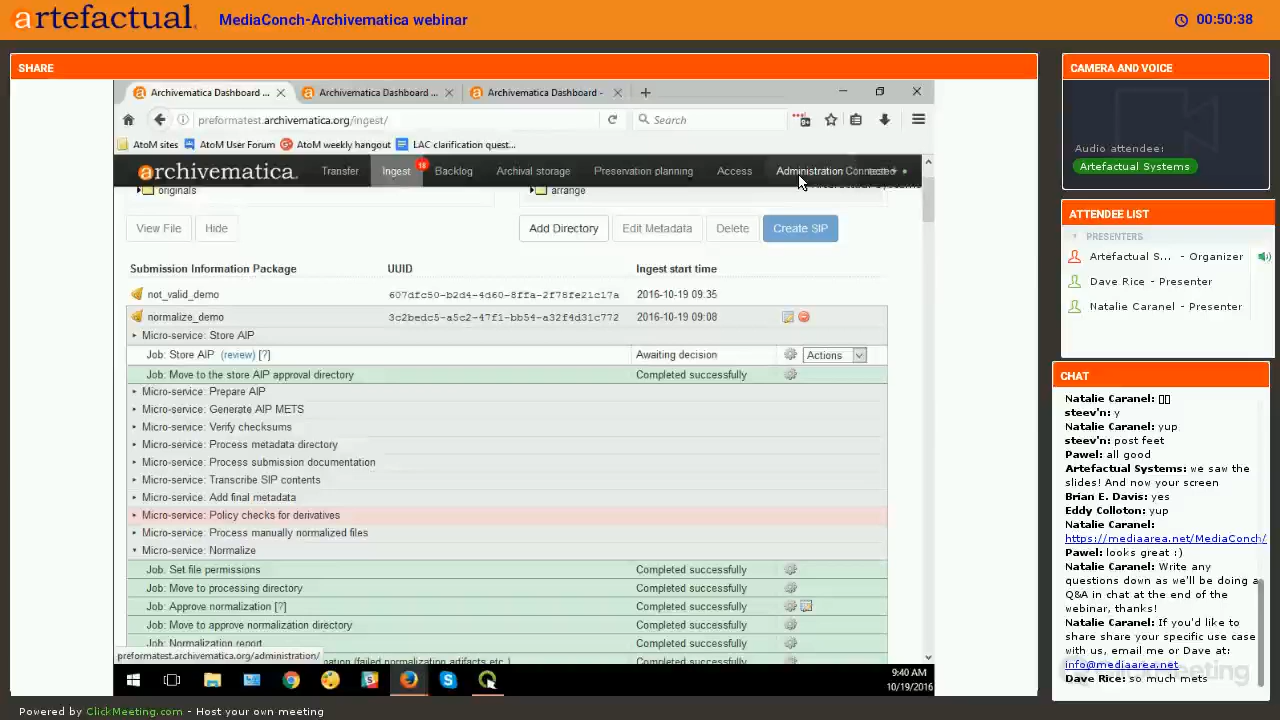 artefactual
MediaConch-Archivematica webinar
00:50:38
SHARE
Archivematica Dashboard ...
Archivematica Dashboard ...
Archivematica Dashboard -
preformatest.archivematica.org/ingest/
Search
AtoM News
AtoM User Forum
AtoM weekly hangout
LAC clarification quest...
archivematica
Transfer
Ingest
18
Backlog
Archival storage
Preservation planning
Access
Administration
originals
arrange
View File
Hide
Add Directory
Edit Metadata
Delete
Create SIP
Submission Information Package
UUID
Ingest start time
not_valid_demo
607dfc50-b2d4-4d60-8ffa-2f78fe21c17a
2016-10-19 09:35
normalize_demo
3c2bedc5-a5c2-47f1-bb54-a32f4d31c772
2016-10-19 09:08
Micro-service: Store AIP
Job: Store AIP (review) [?]
Awaiting decision
Actions
Job: Move to the store AIP approval directory
Completed successfully
Micro-service: Prepare AIP
Micro-service: Generate AIP METS
Micro-service: Verify checksums
Micro-service: Process metadata directory
Micro-service: Process submission documentation
Micro-service: Transcribe SIP contents
Micro-service: Add final metadata
Micro-service: Policy checks for derivatives
Micro-service: Process manually normalized files
Micro-service: Normalize
Job: Set file permissions
Completed successfully
Job: Move to processing directory
Completed successfully
Job: Approve normalization [?]
Completed successfully
Job: Move to approve normalization directory
Completed successfully
Job: Normalization report
Completed successfully
preformatest.archivematica.org/administration/
9:40 AM
10/19/2016
CAMERA AND VOICE
Audio attendee:
Artefactual Systems
ATTENDEE LIST
PRESENTERS
Artefactual S... - Organizer
Dave Rice - Presenter
Natalie Caranel - Presenter
CHAT
Natalie Caranel:
steev'n: y
Natalie Caranel: yup
steev'n: post feet
Pawel: all good
Artefactual Systems: we saw the
slides! And now your screen
Brian E. Davis: yes
Eddy Colloton: yup
Natalie Caranel:
https://mediaarea.net/MediaConch/
Pawel: looks great :)
Natalie Caranel: Write any
questions down as we'll be doing a
Q&A in chat at the end of the
webinar, thanks!
Natalie Caranel: If you'd like to
share share your specific use case
with us, email me or Dave at:
info@mediaarea.net
Dave Rice: so much mets
Powered by ClickMeeting.com - Host your own meeting